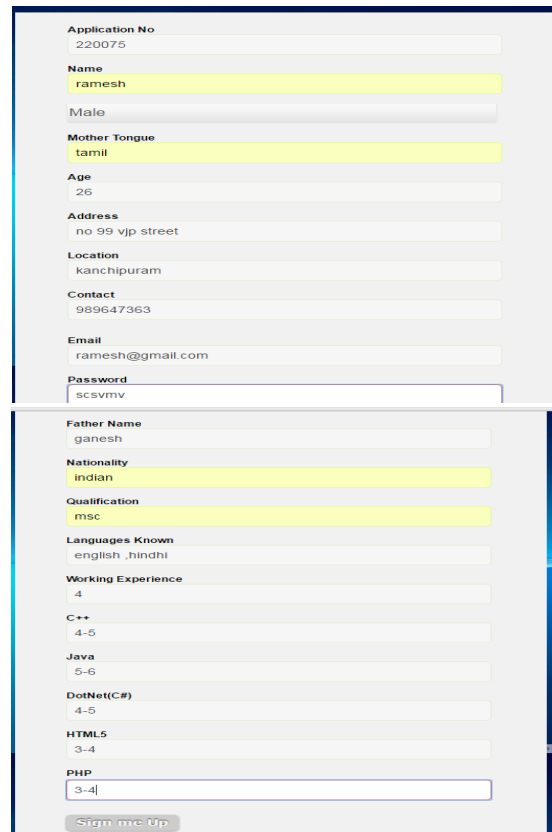 Application No
220075
Name
ramesh
Male
Mother Tongue
tamil
Age
26
Address
no 99 vjp street
Location
kanchipuram
Contact
989647363
Email
ramesh@gmail.com
Password
scsvmv
Father Name
ganesh
Nationality
indian
Qualification
msc
Languages Known
english ,hindhi
Working Experience
4
C++
4-5
Java
5-6
DotNet(C#)
4-5
HTML5
3-4
PHP
3-4
Sign me Up